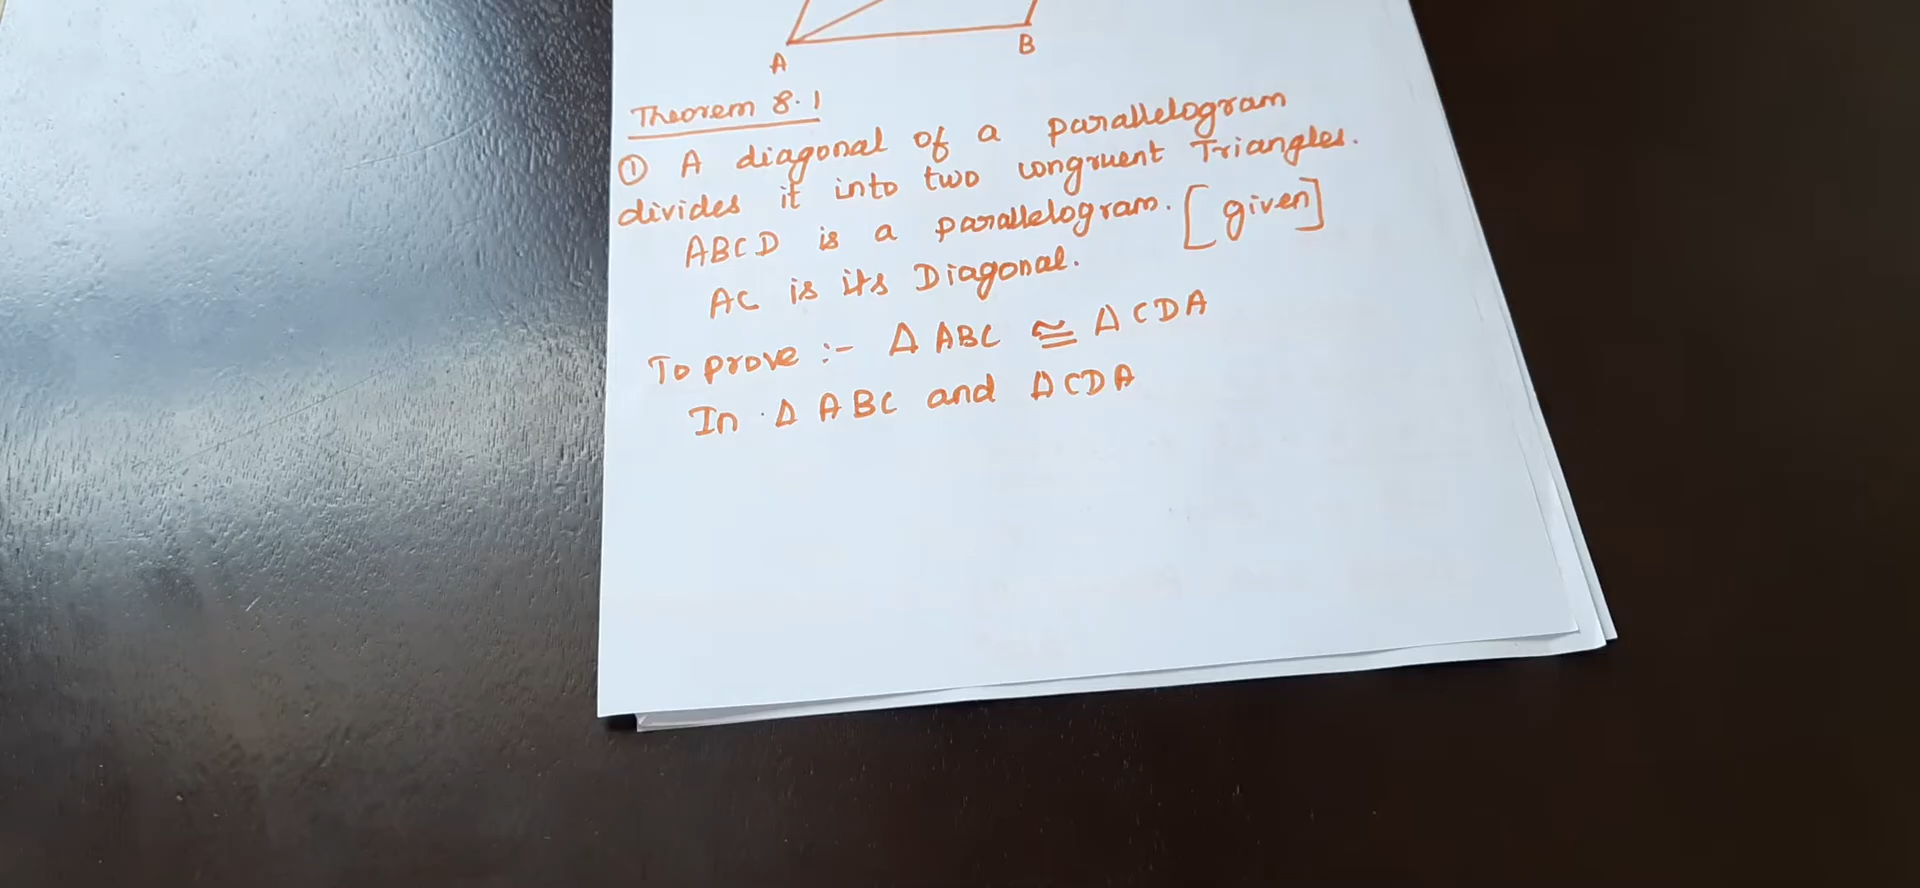 A
B
Theorem 8.1
① A diagonal of a parallelogram
divides it into two congruent Triangles.
ABCD is a parallelogram. [given]
AC is its Diagonal.
To prove :- Δ ABC ≅ Δ CDA
In Δ ABC and Δ CDA